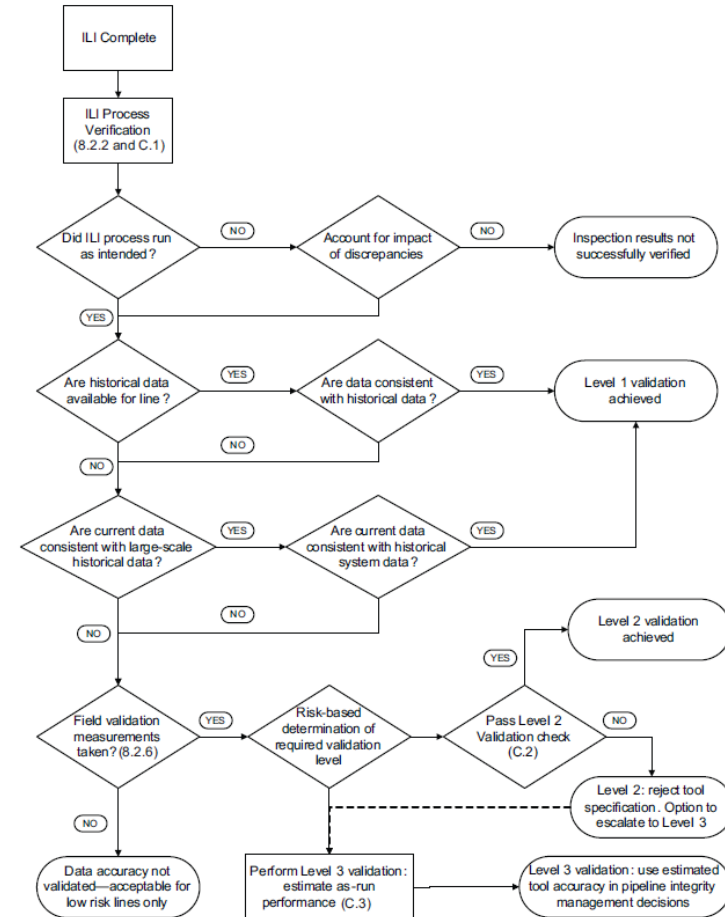 ILI Complete
ILI Process
Verification
(8.2.2 and C.1)
Did ILI process run
as intended?
NO
Account for impact
of discrepancies
NO
Inspection results not
successfully verified
YES
Are historical data
available for line?
YES
Are data consistent
with historical data?
YES
Level 1 validation
achieved
NO
NO
Are current data
consistent with large-scale
historical data?
YES
Are current data
consistent with historical
system data?
YES
NO
NO
Level 2 validation
achieved
YES
Field validation
measurements
taken? (8.2.6)
YES
Risk-based
determination of
required validation
level
Pass Level 2
Validation check
(C.2)
NO
Level 2: reject tool
specification. Option to
escalate to Level 3
NO
Data accuracy not
validated—acceptable for
low risk lines only
Perform Level 3 validation:
estimate as-run
performance (C.3)
Level 3 validation: use estimated
tool accuracy in pipeline integrity
management decisions